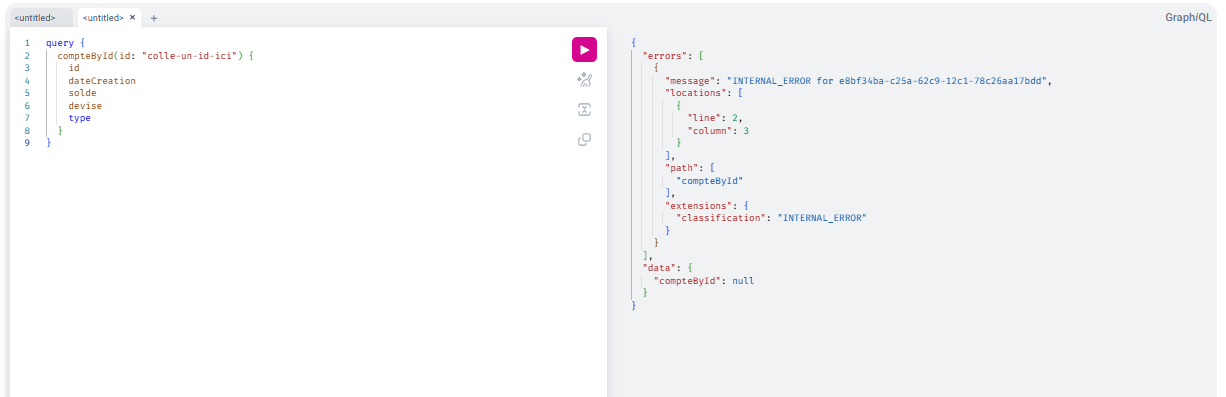 <untitled>
<untitled> ×
+
GraphiQL
1 query {
2   compteById(id: "colle-un-id-ici") {
3     id
4     dateCreation
5     solde
6     devise
7     type
8   }
9 }
{
  "errors": [
    {
      "message": "INTERNAL_ERROR for e8bf34ba-c25a-62c9-12c1-78c26aa17bdd",
      "locations": [
        {
          "line": 2,
          "column": 3
        }
      ],
      "path": [
        "compteById"
      ],
      "extensions": {
        "classification": "INTERNAL_ERROR"
      }
    }
  ],
  "data": {
    "compteById": null
  }
}